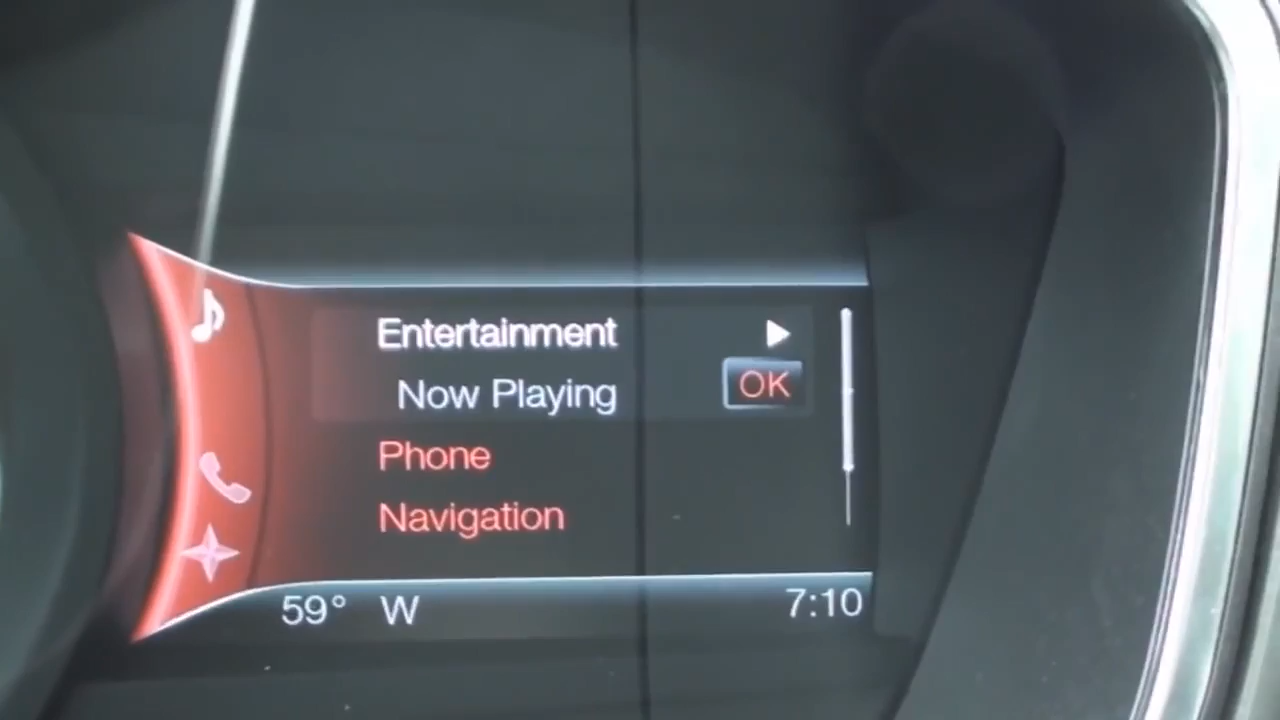 Entertainment
Now Playing OK
Phone
Navigation
59° W 7:10